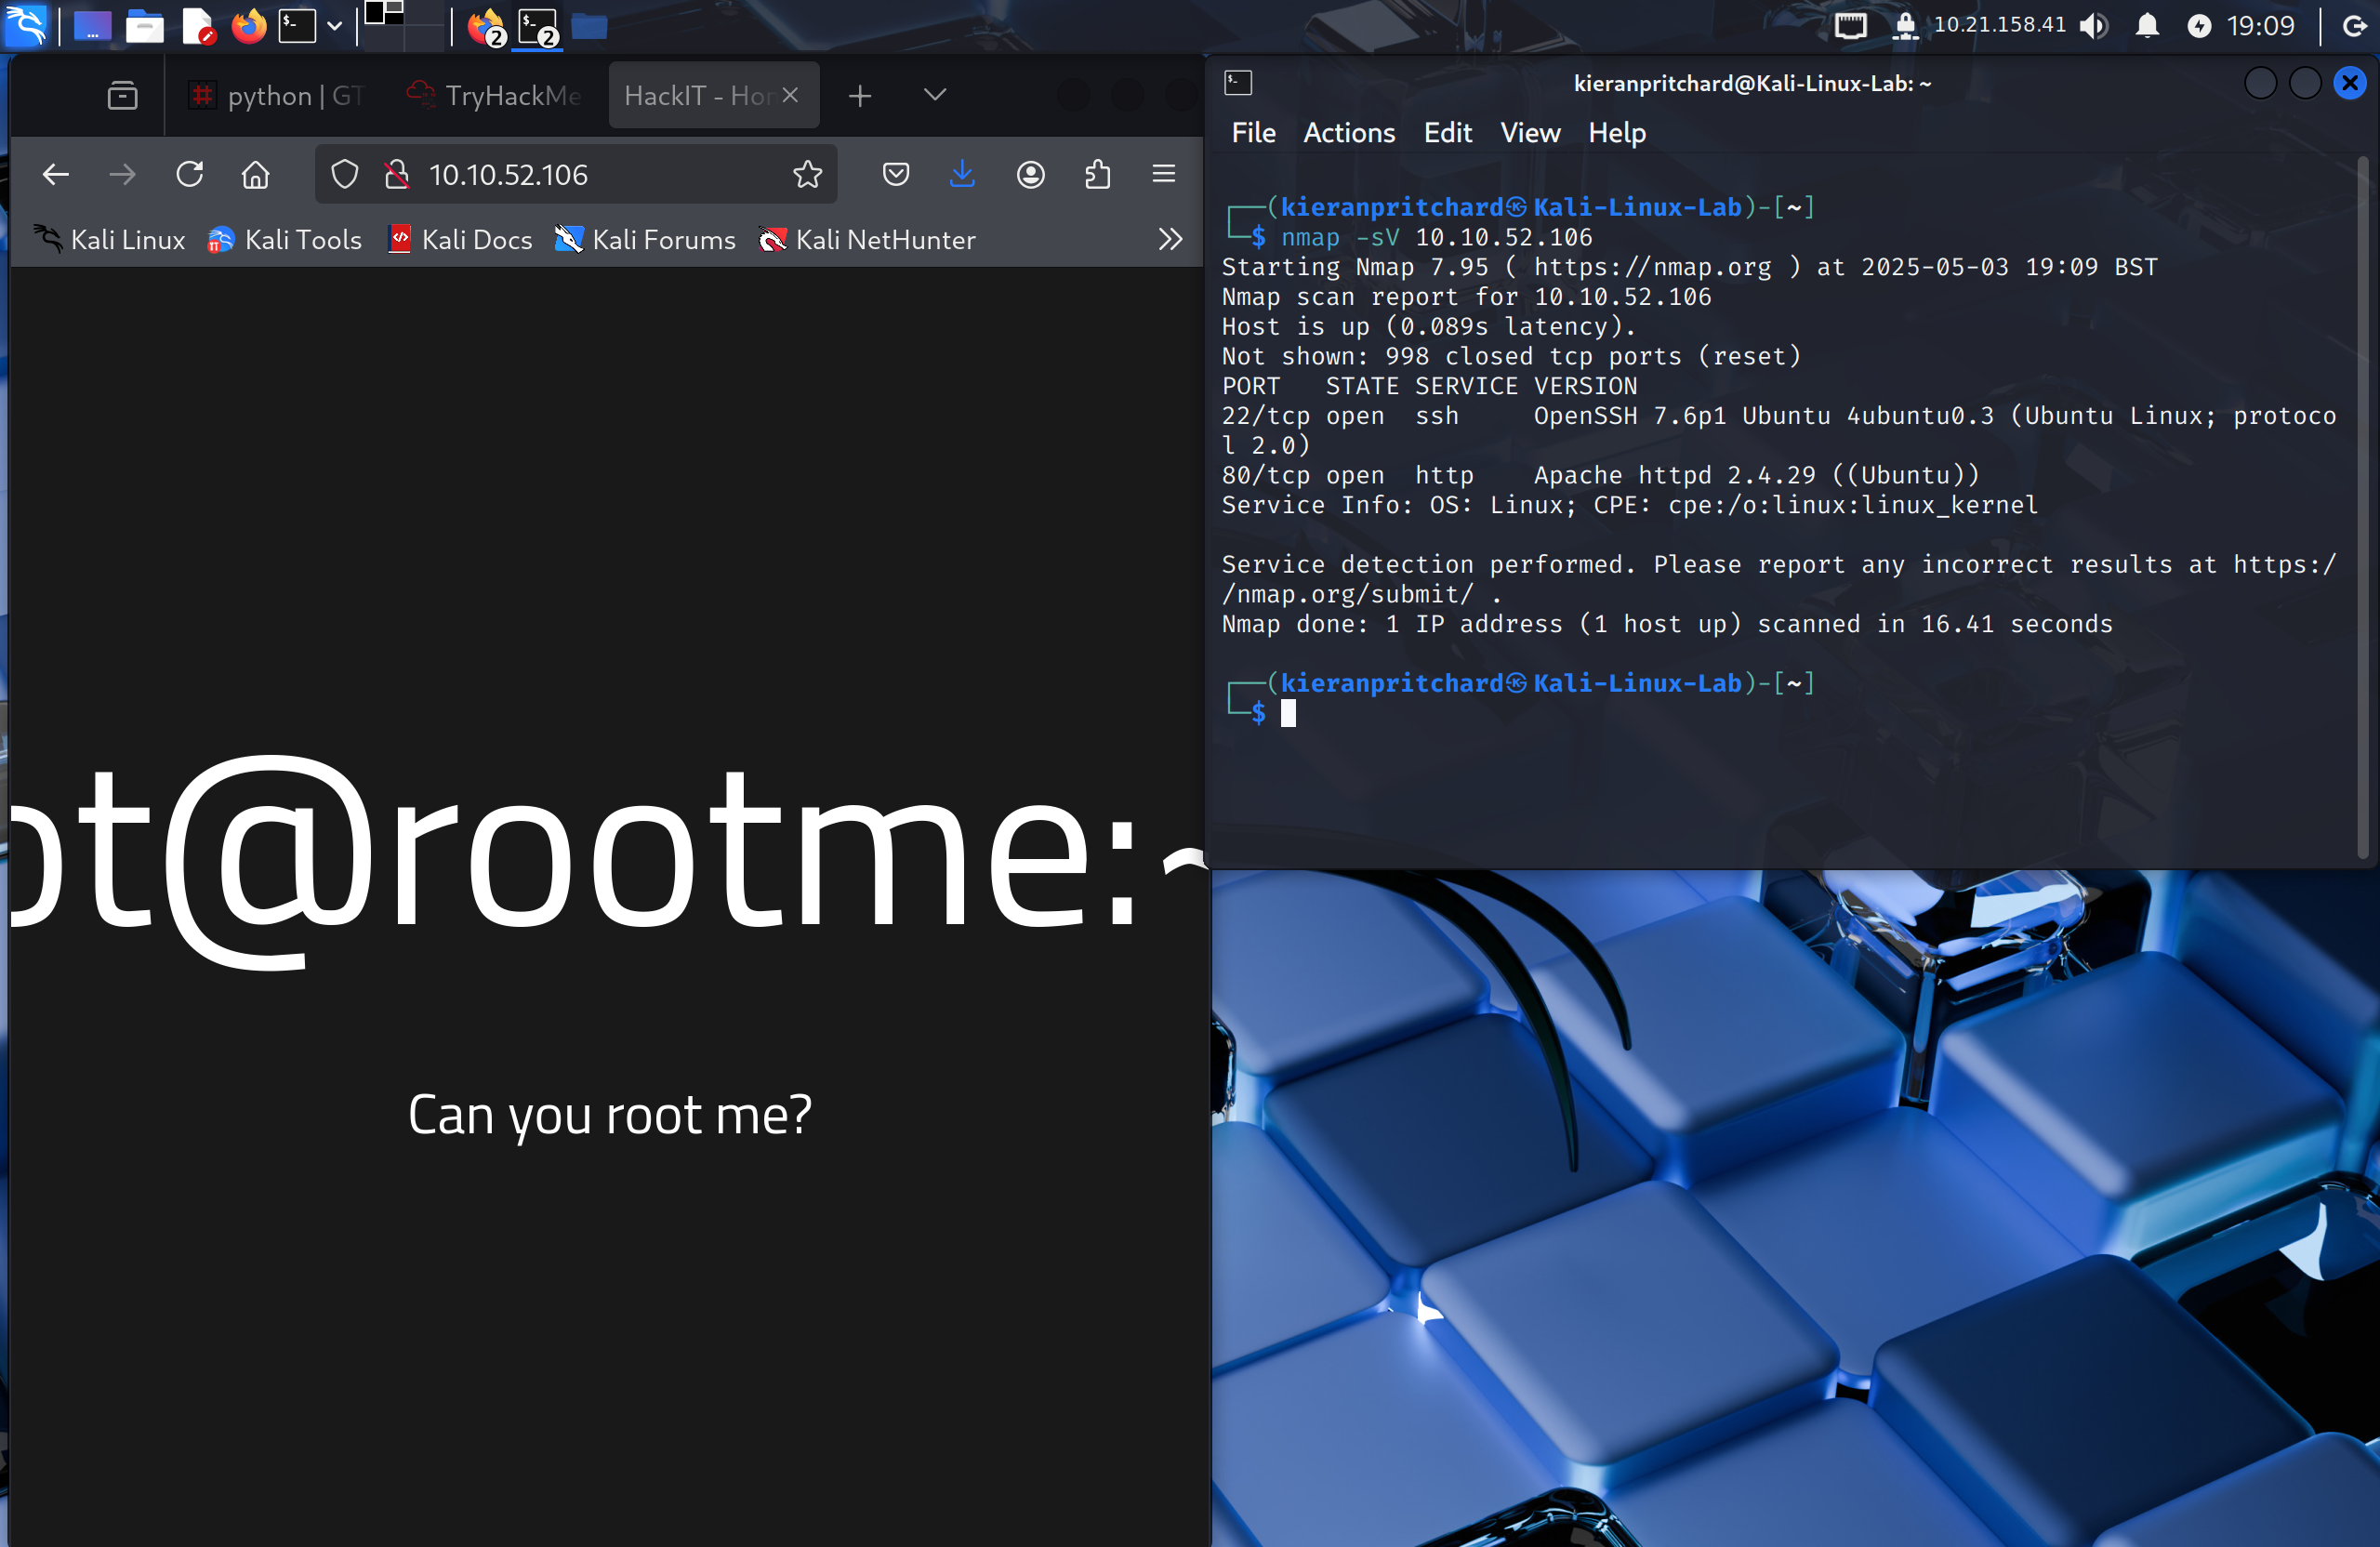 10.21.158.41 19:09
2 2
python | GT TryHackMe HackIT - Hor
10.10.52.106
Kali Linux Kali Tools Kali Docs Kali Forums Kali NetHunter
ot@rootme:~
Can you root me?
kieranpritchard@Kali-Linux-Lab: ~
File Actions Edit View Help
┌──(kieranpritchard㉿Kali-Linux-Lab)-[~]
└─$ nmap -sV 10.10.52.106
Starting Nmap 7.95 ( https://nmap.org ) at 2025-05-03 19:09 BST
Nmap scan report for 10.10.52.106
Host is up (0.089s latency).
Not shown: 998 closed tcp ports (reset)
PORT   STATE SERVICE VERSION
22/tcp open  ssh     OpenSSH 7.6p1 Ubuntu 4ubuntu0.3 (Ubuntu Linux; protoco
l 2.0)
80/tcp open  http    Apache httpd 2.4.29 ((Ubuntu))
Service Info: OS: Linux; CPE: cpe:/o:linux:linux_kernel
Service detection performed. Please report any incorrect results at https:/
/nmap.org/submit/ .
Nmap done: 1 IP address (1 host up) scanned in 16.41 seconds
┌──(kieranpritchard㉿Kali-Linux-Lab)-[~]
└─$